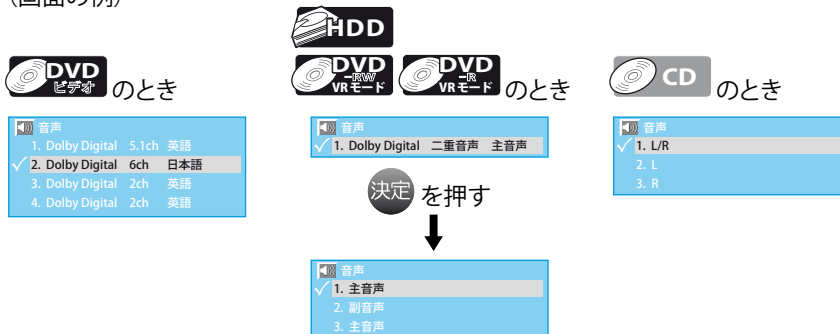 (画面の例)
HDD
DVD
ビデオ
のとき
DVD
-RW
VRモード
DVD
-R
VRモード
のとき
CD
のとき
音声
1. Dolby Digital 5.1ch 英語
2. Dolby Digital 6ch 日本語
3. Dolby Digital 2ch 英語
4. Dolby Digital 2ch 英語
音声
1. Dolby Digital 二重音声 主音声
決定 を押す
音声
1. 主音声
2. 副音声
3. 主音声
音声
1. L/R
2. L
3. R